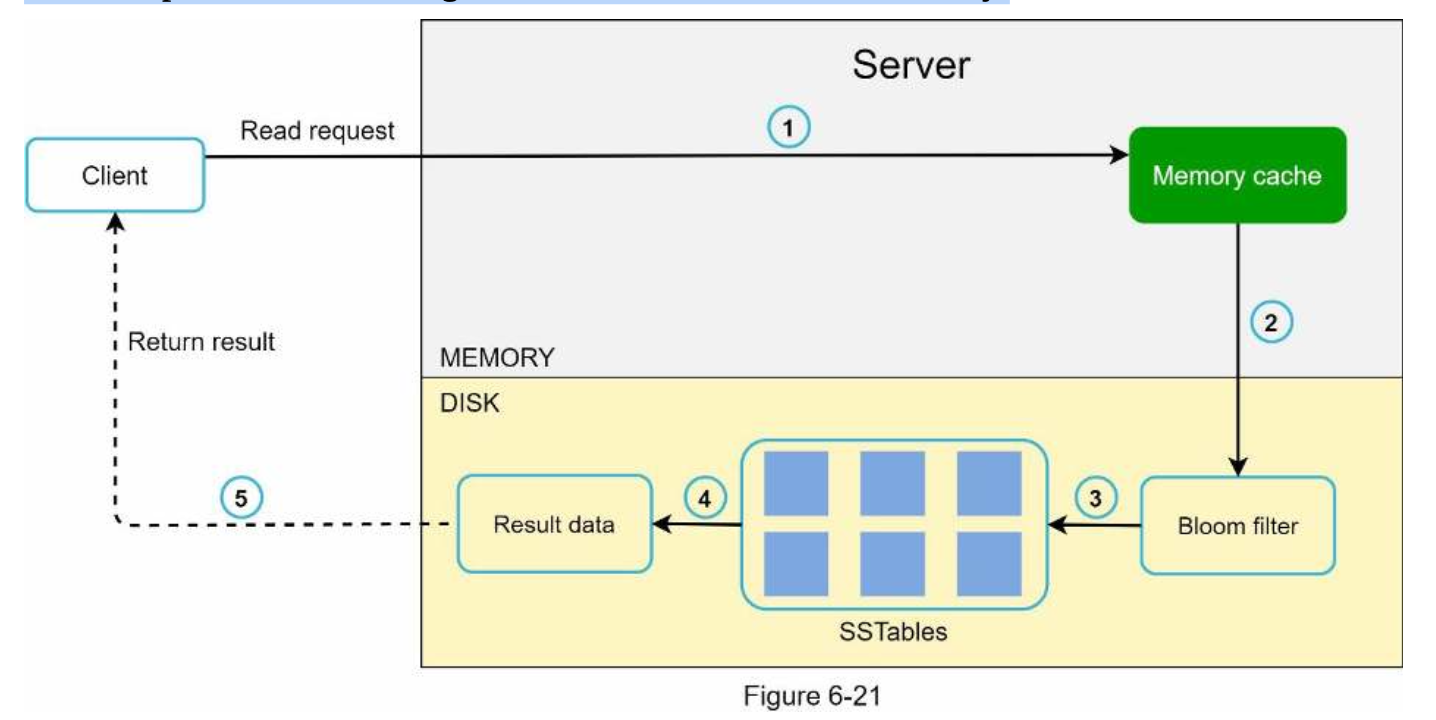 Server
Read request
1
Client
Memory cache
2
Return result
MEMORY
DISK
5
4
3
Result data
Bloom filter
SSTables
Figure 6-21